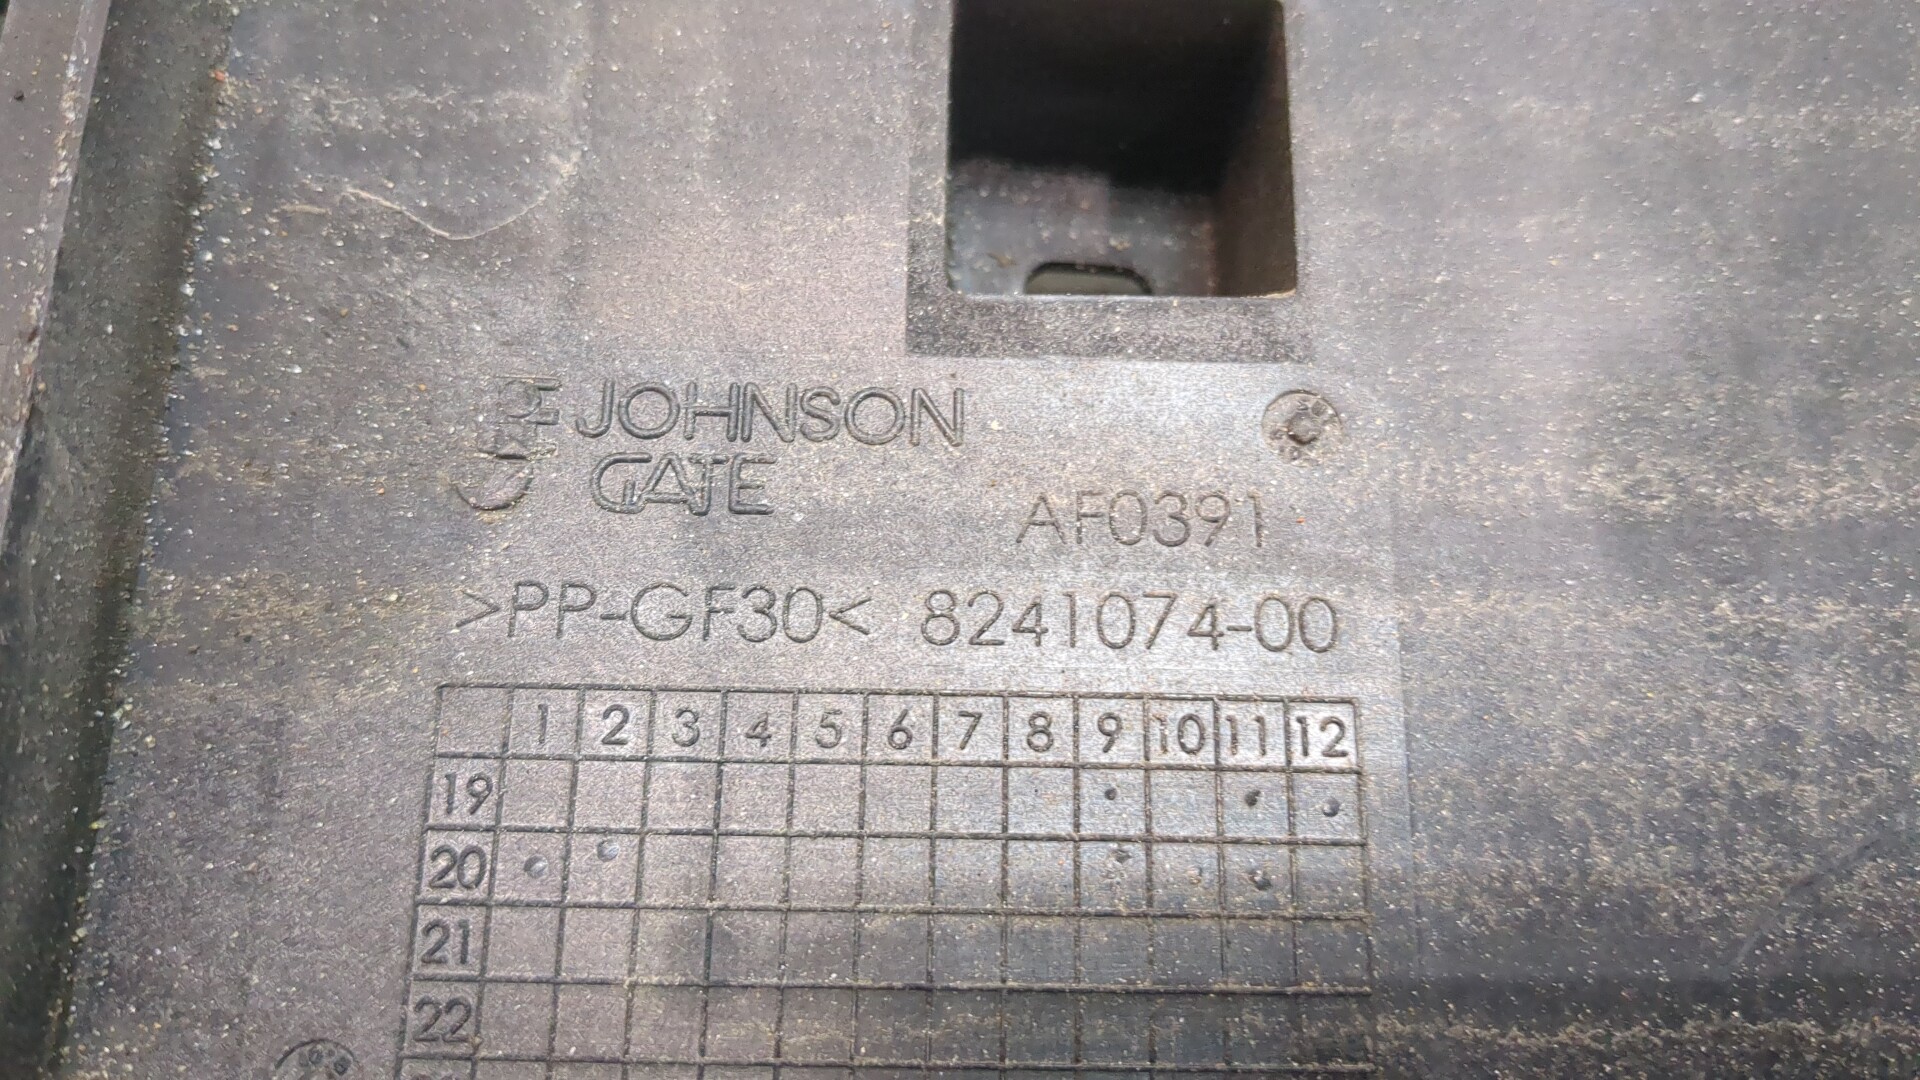 JOHNSON
GATE
AF0391
>PP-GF30< 8241074-00
1 2 3 4 5 6 7 8 9 10 11 12
19
20
21
22